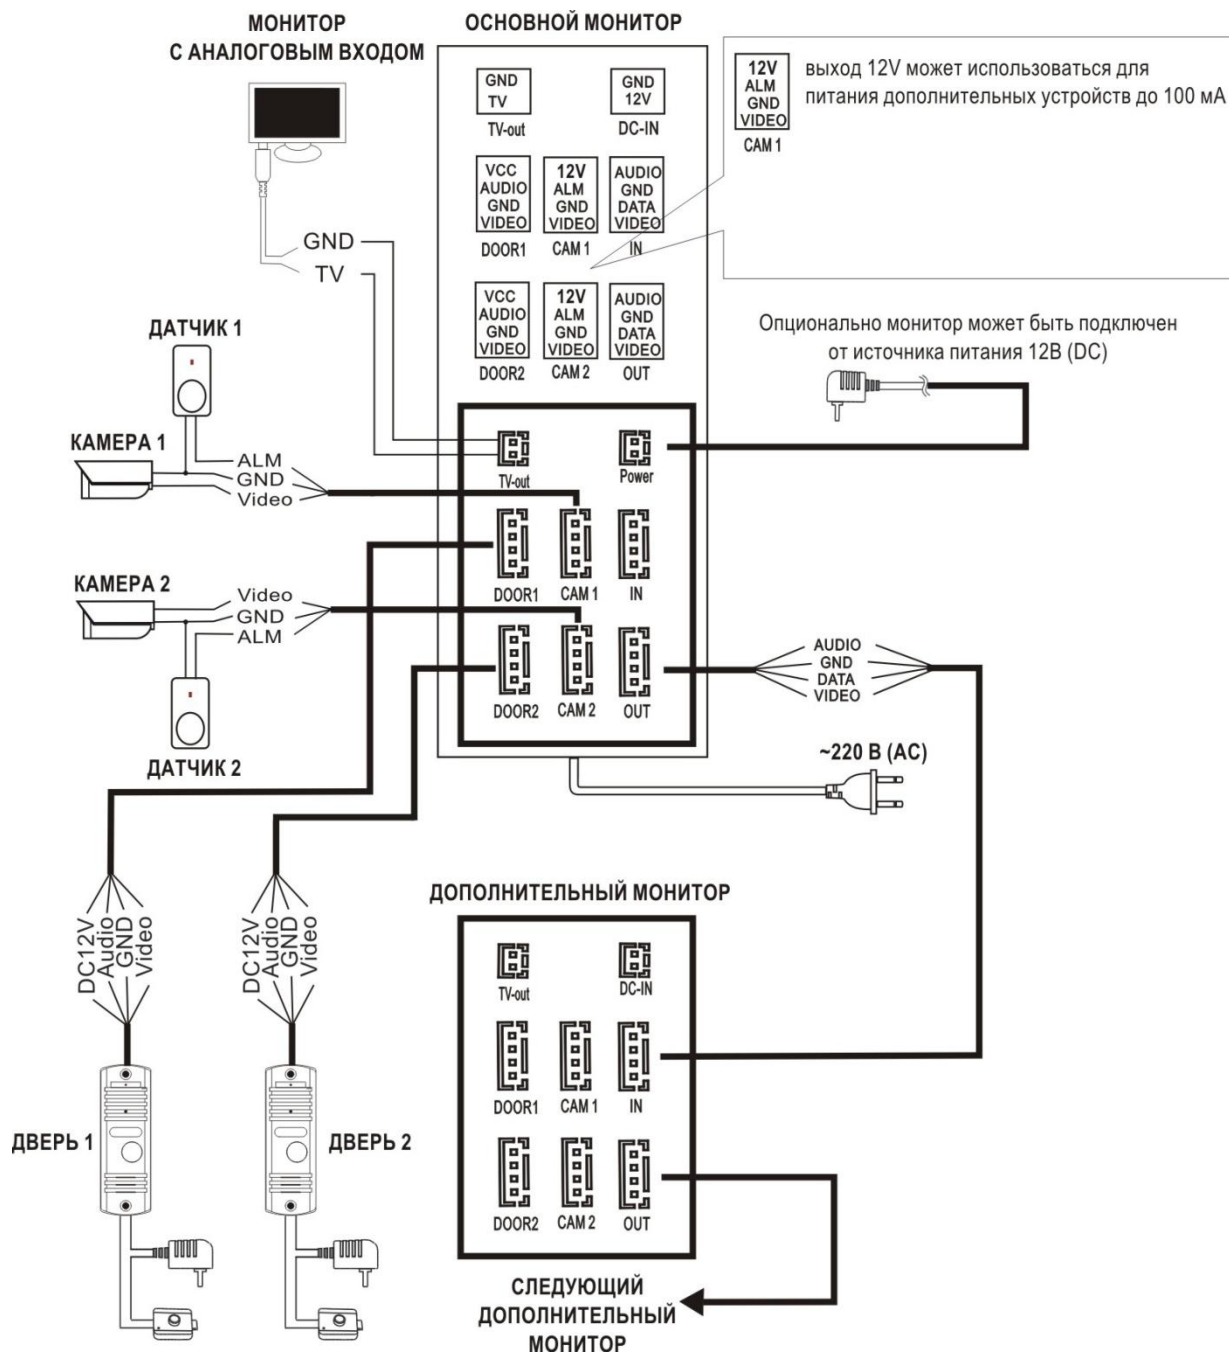 МОНИТОР
С АНАЛОГОВЫМ ВХОДОМ
ОСНОВНОЙ МОНИТОР
GND
TV
TV-out
GND
12V
DC-IN
12V
ALM
GND
VIDEO
CAM 1
выход 12V может использоваться для
питания дополнительных устройств до 100 мА
VCC
AUDIO
GND
VIDEO
DOOR1
12V
ALM
GND
VIDEO
CAM 1
AUDIO
GND
DATA
VIDEO
IN
GND
TV
VCC
AUDIO
GND
VIDEO
DOOR2
12V
ALM
GND
VIDEO
CAM 2
AUDIO
GND
DATA
VIDEO
OUT
Опционально монитор может быть подключен
от источника питания 12В (DC)
ДАТЧИК 1
КАМЕРА 1
ALM
GND
Video
TV-out
Power
DOOR1
CAM 1
IN
КАМЕРА 2
Video
GND
ALM
ДАТЧИК 2
DOOR2
CAM 2
OUT
AUDIO
GND
DATA
VIDEO
~220 В (AC)
DC12V
Audio
GND
Video
DC12V
Audio
GND
Video
ДВЕРЬ 1
ДВЕРЬ 2
ДОПОЛНИТЕЛЬНЫЙ МОНИТОР
TV-out
DC-IN
DOOR1
CAM 1
IN
DOOR2
CAM 2
OUT
СЛЕДУЮЩИЙ
ДОПОЛНИТЕЛЬНЫЙ
МОНИТОР